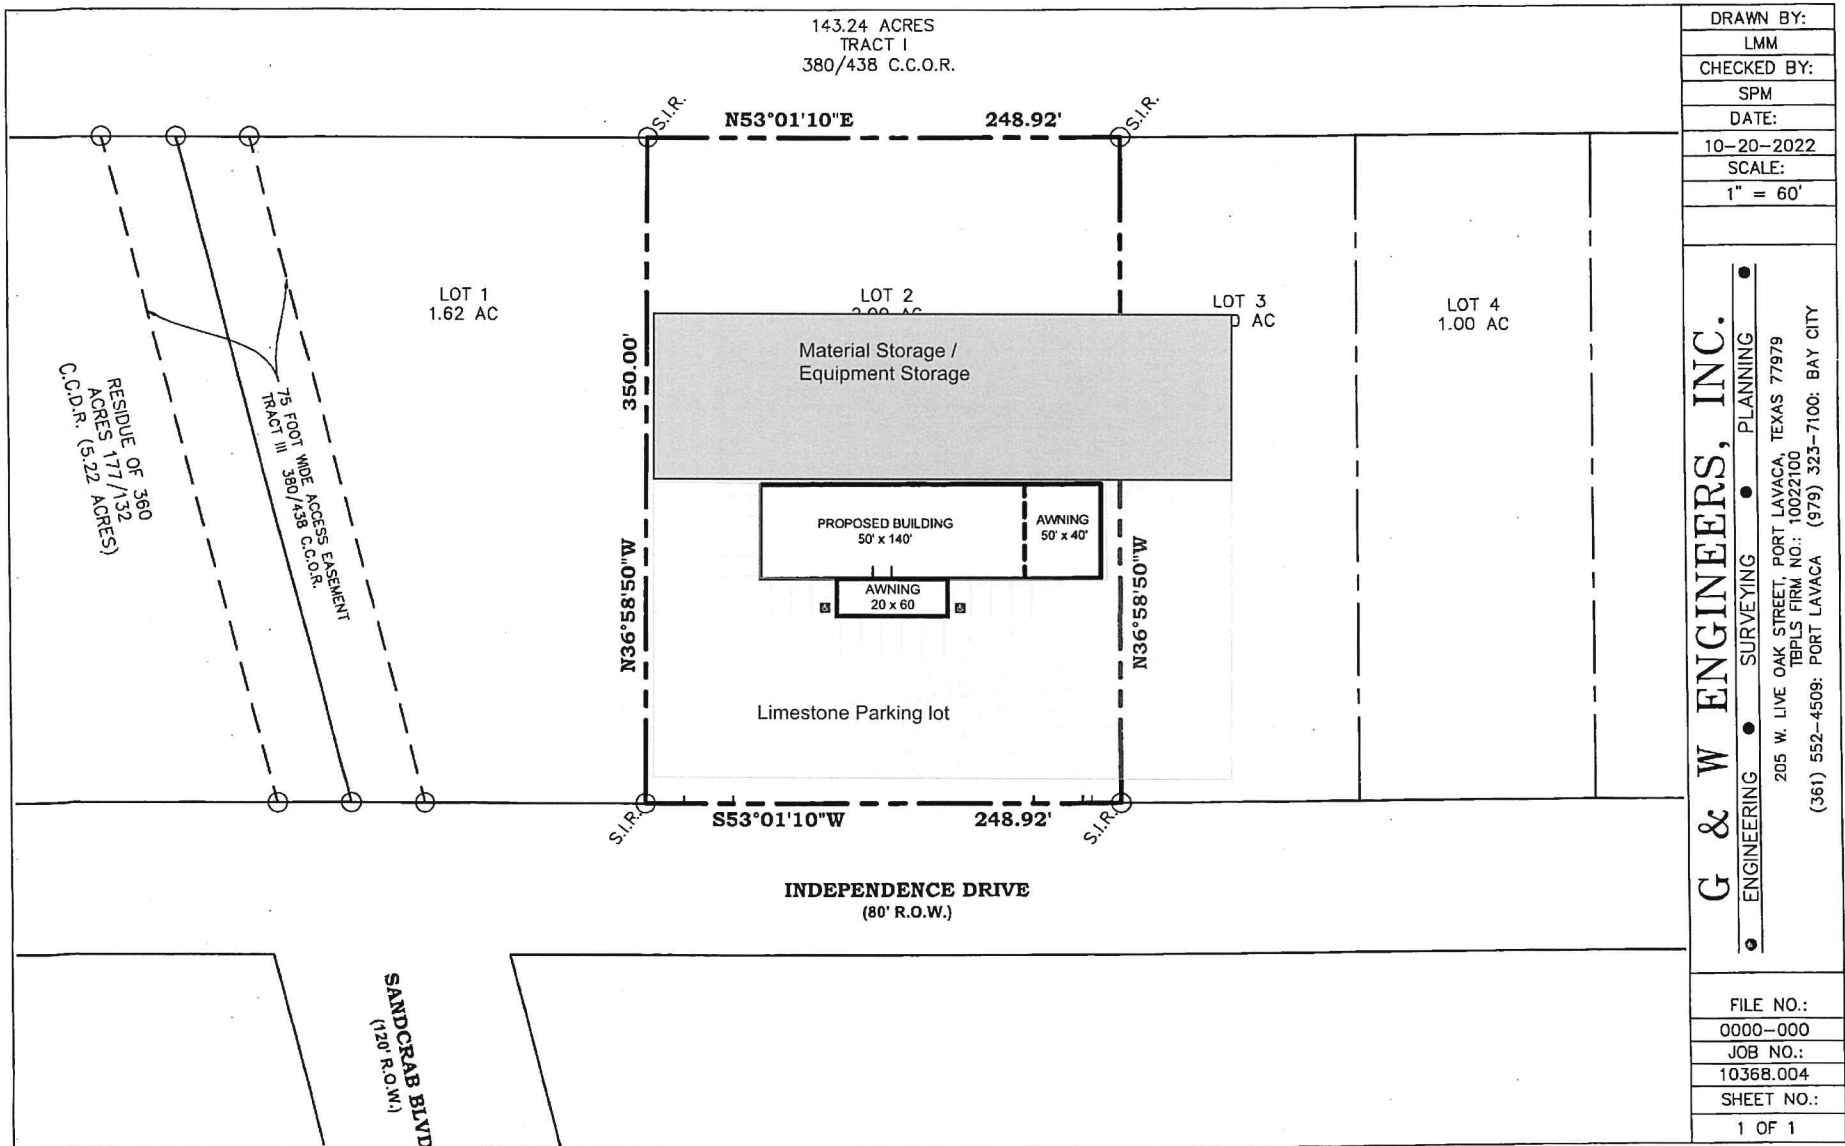 143.24 ACRES
TRACT I
380/438 C.C.O.R.
S.I.R.
N53°01'10"E
248.92'
S.I.R.
LOT 1
1.62 AC
LOT 2
2.00 AC
LOT 3
0 AC
LOT 4
1.00 AC
Material Storage /
Equipment Storage
350.00'
N36°58'50"W
N36°58'50"W
PROPOSED BUILDING
50' x 140'
AWNING
50' x 40'
AWNING
20 x 60
Limestone Parking lot
RESIDUE OF 360
ACRES 177/132
C.C.D.R. (5.22 ACRES)
75 FOOT WIDE ACCESS EASEMENT
TRACT III 380/438 C.C.O.R.
S.I.R.
S53°01'10"W
248.92'
S.I.R.
INDEPENDENCE DRIVE
(80' R.O.W.)
SANDCRAB BLVD
(120' R.O.W.)
DRAWN BY:
LMM
CHECKED BY:
SPM
DATE:
10-20-2022
SCALE:
1" = 60'
G & W ENGINEERS, INC.
ENGINEERING SURVEYING PLANNING
205 W. LIVE OAK STREET, PORT LAVACA, TEXAS 77979
TBPLS FIRM NO.: 10022100
(361) 552-4509: PORT LAVACA (979) 323-7100: BAY CITY
FILE NO.:
0000-000
JOB NO.:
10368.004
SHEET NO.:
1 OF 1